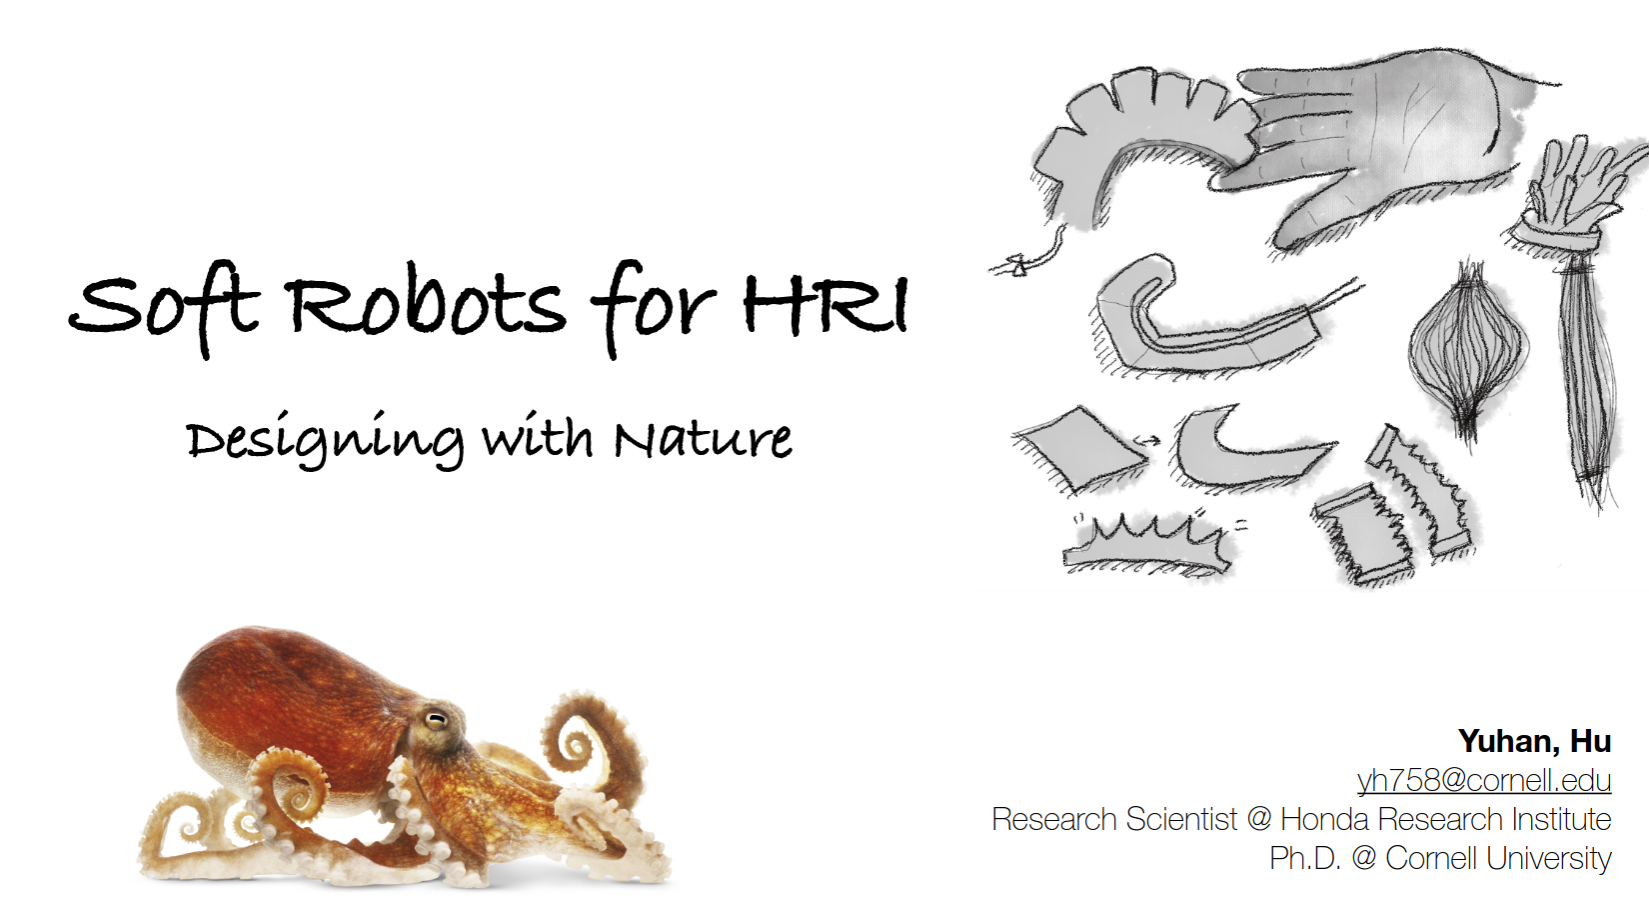 Soft Robots for HRI
Designing with Nature
Yuhan, Hu
yh758@cornell.edu
Research Scientist @ Honda Research Institute
Ph.D. @ Cornell University